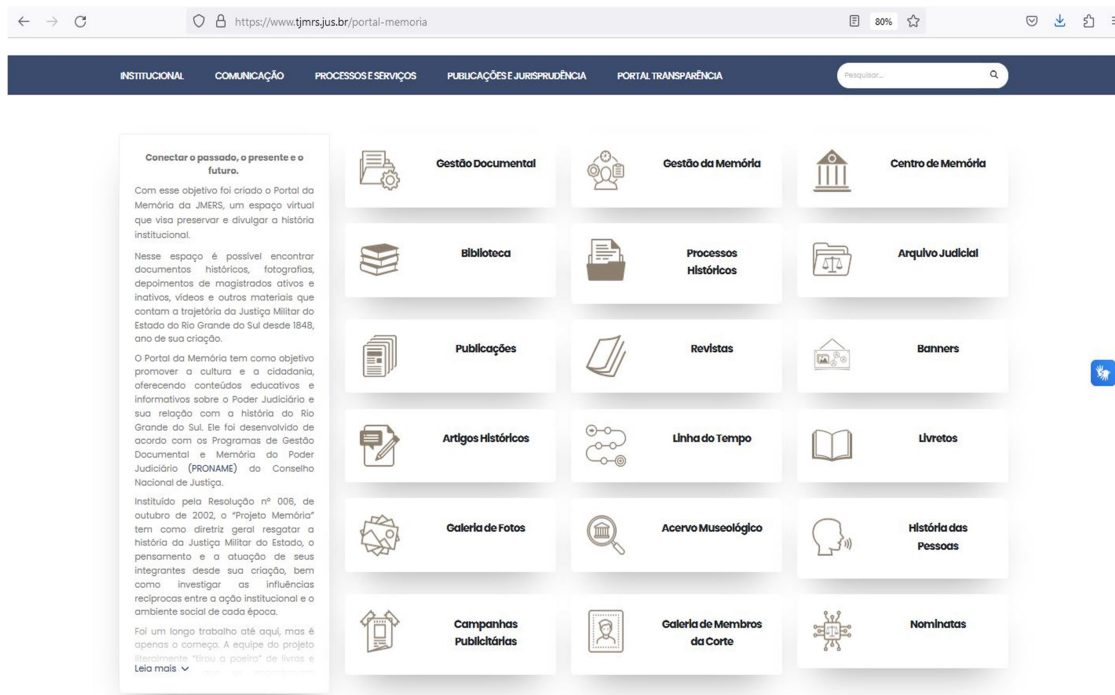 https://www.tjmrs.jus.br/portal-memoria
80%
INSTITUCIONAL
COMUNICAÇÃO
PROCESSOS E SERVIÇOS
PUBLICAÇÕES E JURISPRUDÊNCIA
PORTAL TRANSPARÊNCIA
Pesquisar...
Conectar o passado, o presente e o
futuro.
Com esse objetivo foi criado o Portal da
Memória da JMERS, um espaço virtual
que visa preservar e divulgar a história
institucional.
Nesse espaço é possível encontrar
documentos históricos, fotografias,
depoimentos de magistrados ativos e
inativos, vídeos e outros materiais que
contam a trajetória da Justiça Militar do
Estado do Rio Grande do Sul desde 1848,
ano de sua criação.
O Portal da Memória tem como objetivo
promover a cultura e a cidadania,
oferecendo conteúdos educativos e
informativos sobre o Poder Judiciário e
sua relação com a história do Rio
Grande do Sul. Ele foi desenvolvido de
acordo com os Programas de Gestão
Documental e Memória do Poder
Judiciário (PRONAME) do Conselho
Nacional de Justiça.
Instituído pela Resolução nº 006, de
outubro de 2002, o “Projeto Memória”
tem como diretriz geral resgatar a
história da Justiça Militar do Estado, o
pensamento e a atuação de seus
integrantes desde sua criação, bem
como investigar as influências
recíprocas entre a ação institucional e o
ambiente social de cada época.
Foi um longo trabalho até aqui, mas é
apenas o começo. A equipe do projeto
literalmente “tirou a poeira” de livros e
Leia mais
Gestão Documental
Gestão da Memória
Centro de Memória
Biblioteca
Processos
Históricos
Arquivo Judicial
Publicações
Revistas
Banners
Artigos Históricos
Linha do Tempo
Livretos
Galeria de Fotos
Acervo Museológico
História das
Pessoas
Campanhas
Publicitárias
Galeria de Membros
da Corte
Nominatas